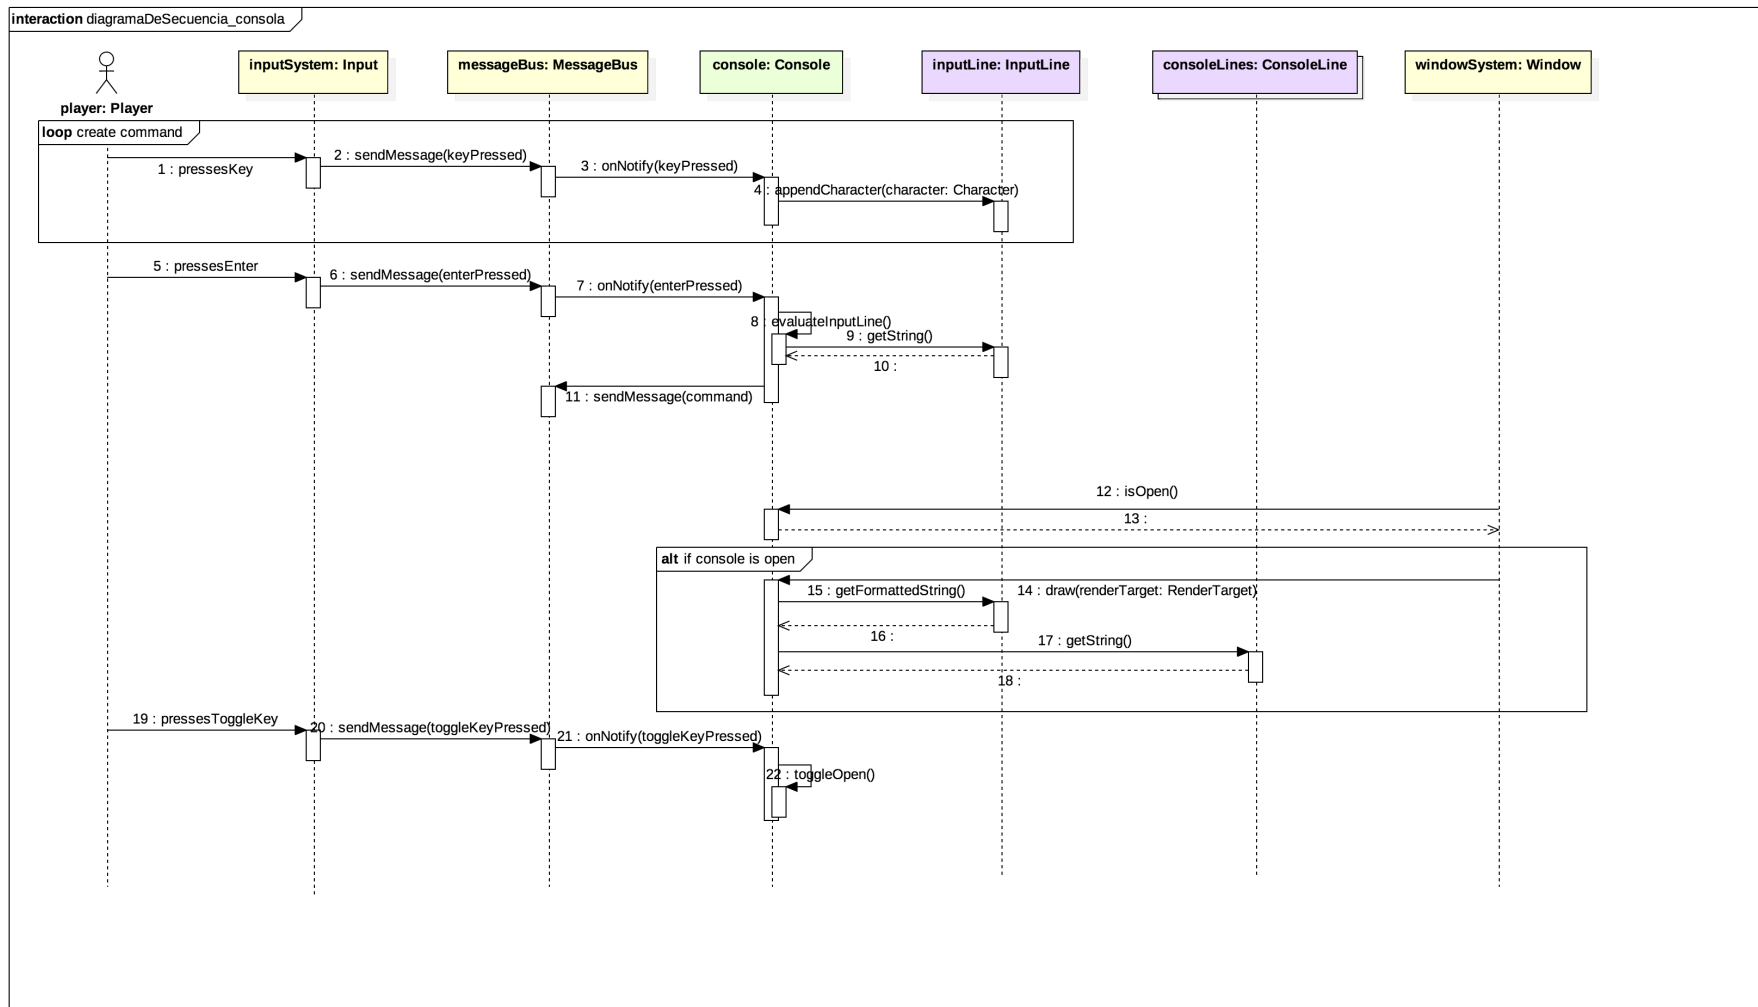 interaction diagramaDeSecuencia_consola
player: Player
inputSystem: Input
messageBus: MessageBus
console: Console
inputLine: InputLine
consoleLines: ConsoleLine
windowSystem: Window
loop create command
1 : pressesKey
2 : sendMessage(keyPressed)
3 : onNotify(keyPressed)
4 : appendCharacter(character: Character)
5 : pressesEnter
6 : sendMessage(enterPressed)
7 : onNotify(enterPressed)
8 : evaluateInputLine()
9 : getString()
10 :
11 : sendMessage(command)
12 : isOpen()
13 :
alt if console is open
14 : draw(renderTarget: RenderTarget)
15 : getFormattedString()
16 :
17 : getString()
18 :
19 : pressesToggleKey
20 : sendMessage(toggleKeyPressed)
21 : onNotify(toggleKeyPressed)
22 : toggleOpen()